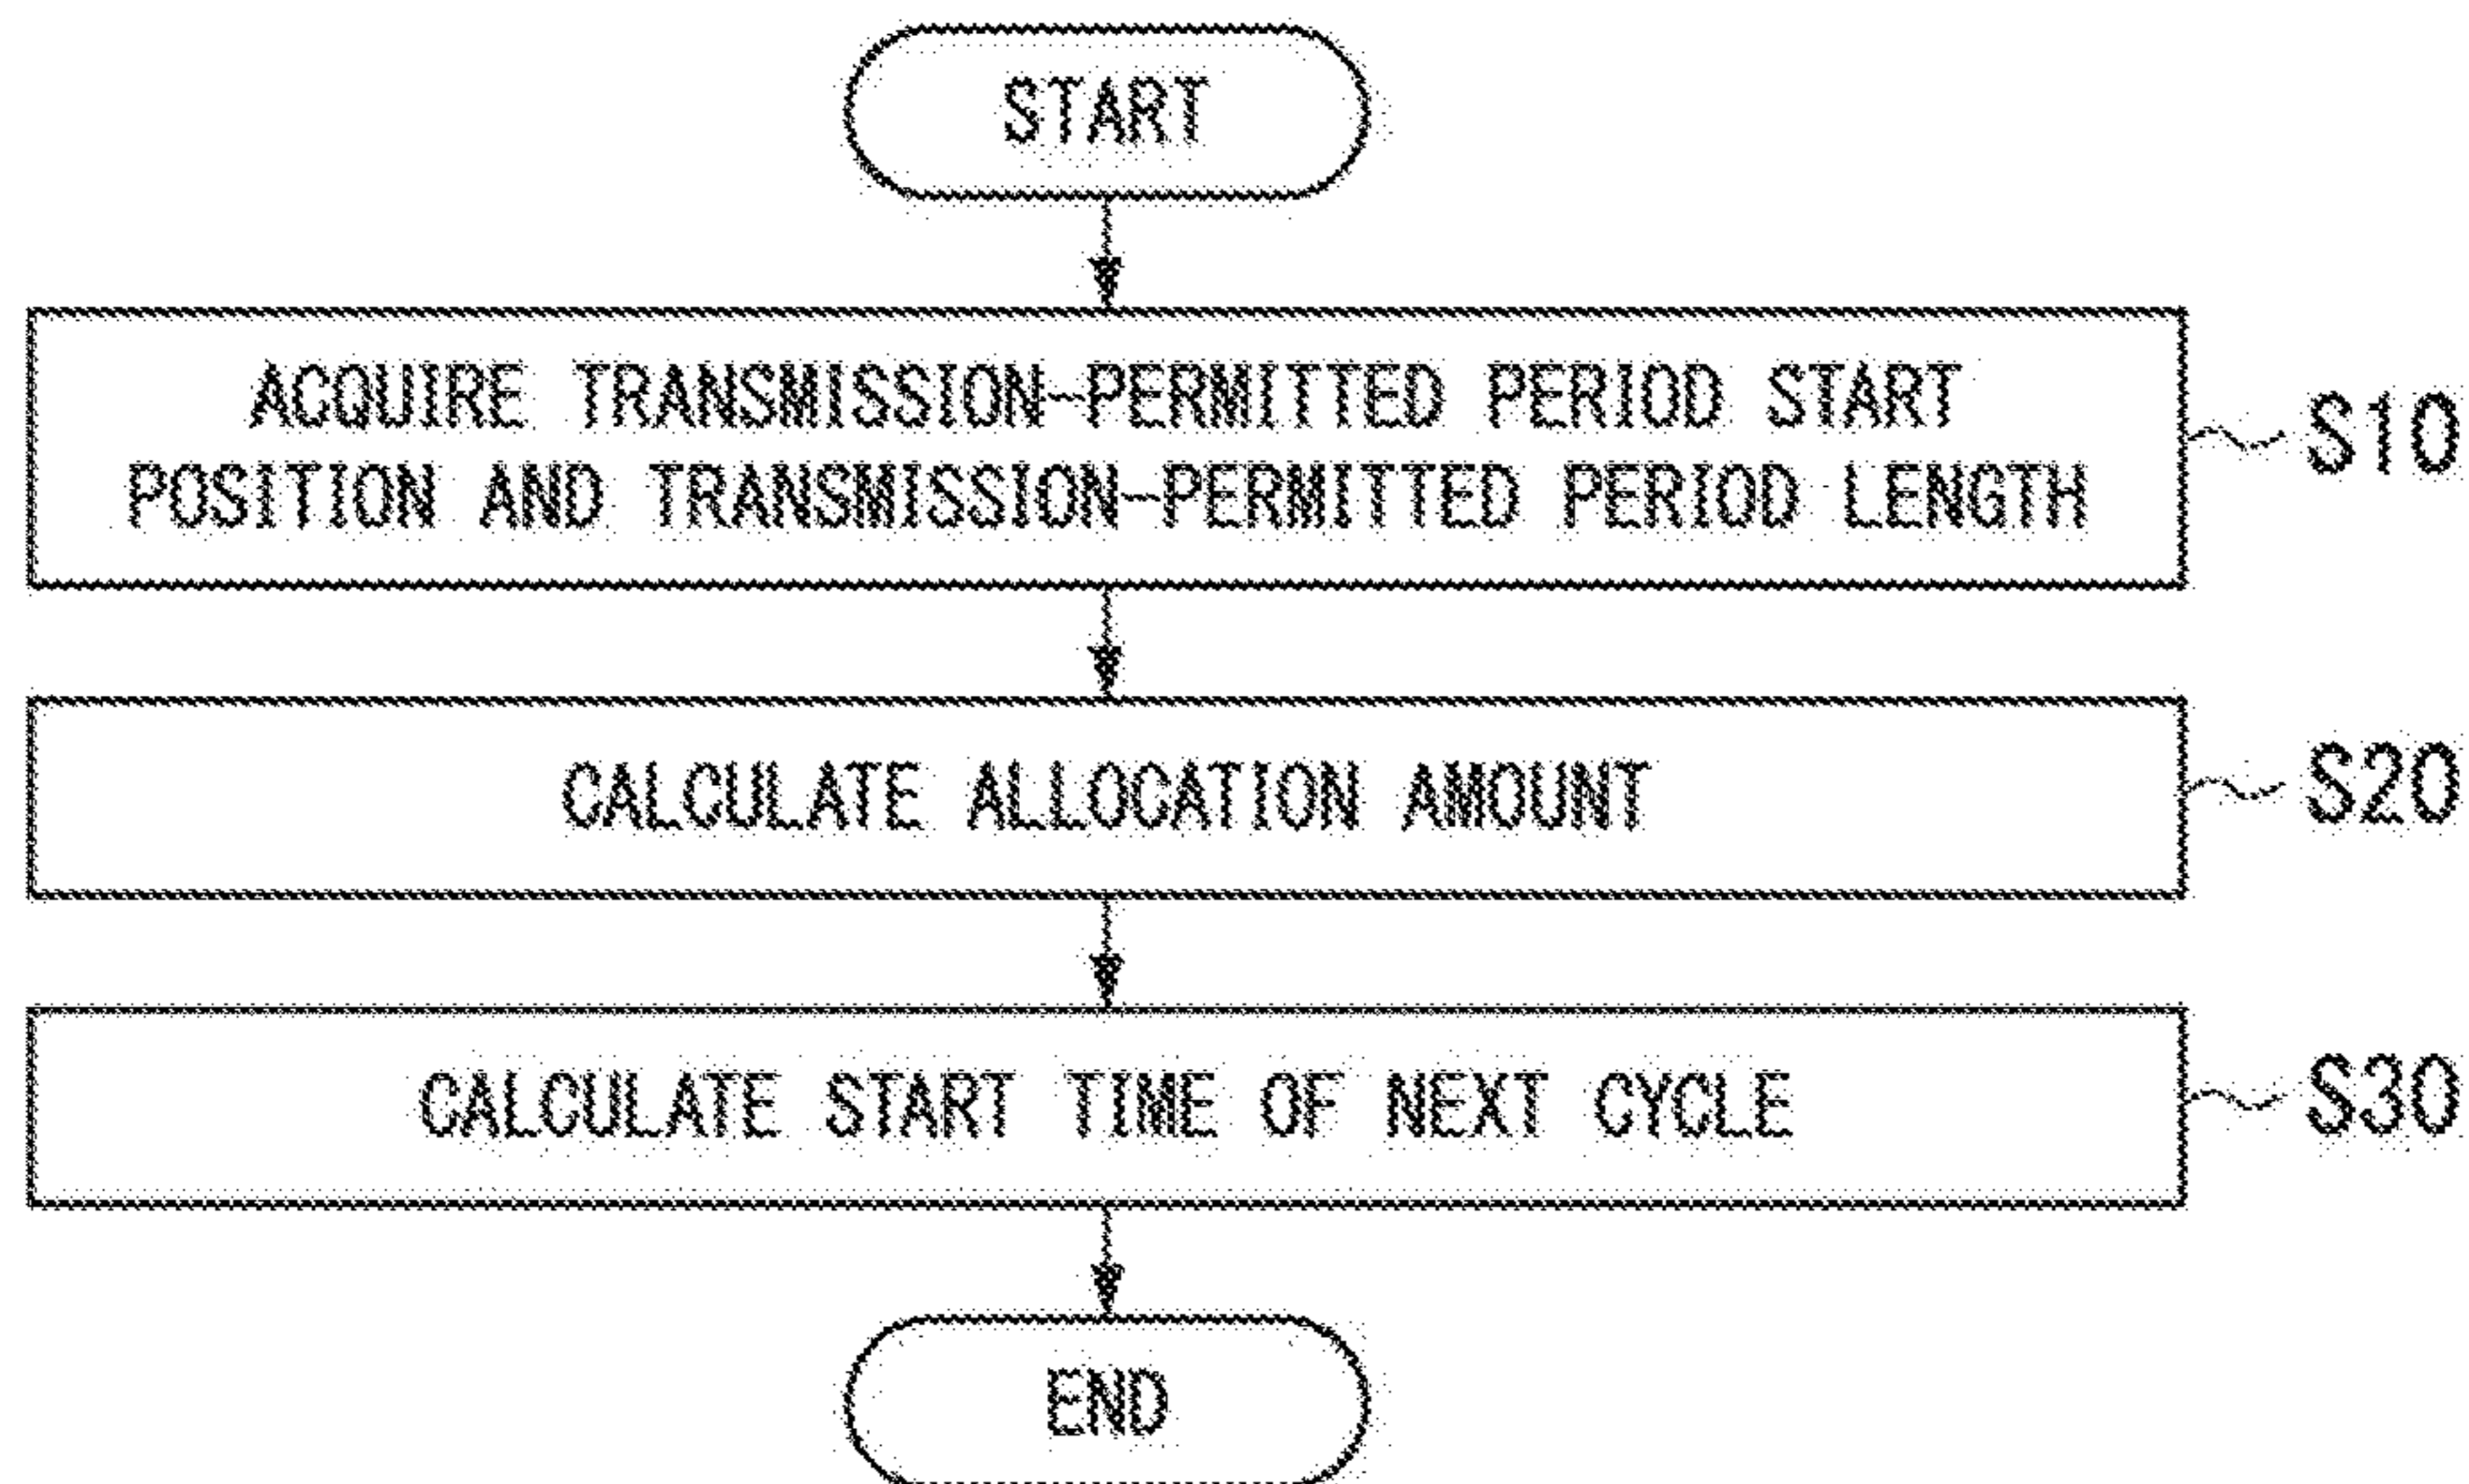 START
ACQUIRE TRANSMISSION-PERMITTED PERIOD START
POSITION AND TRANSMISSION-PERMITTED PERIOD LENGTH
S10
CALCULATE ALLOCATION AMOUNT
S20
CALCULATE START TIME OF NEXT CYCLE
S30
END